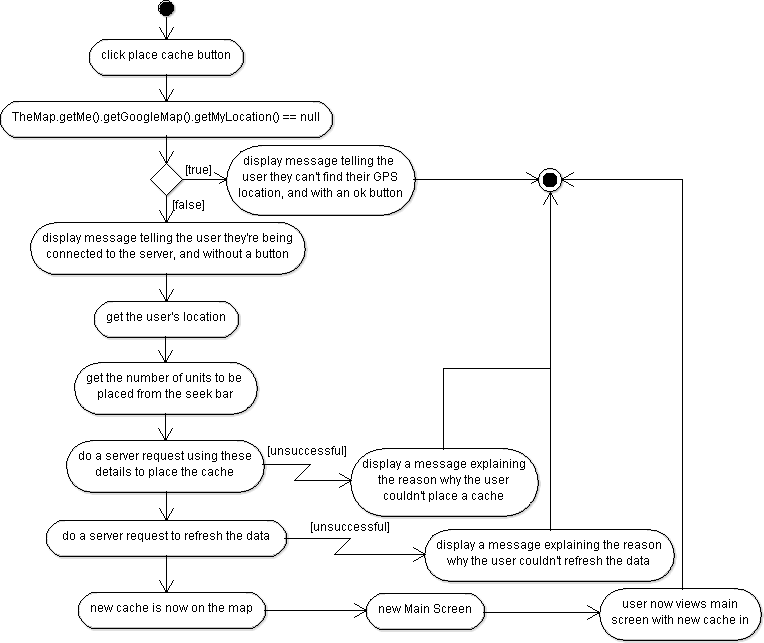 click place cache button
TheMap.getMe().getGoogleMap().getMyLocation() == null
[true]
display message telling the
user they can't find their GPS
location, and with an ok button
[false]
display message telling the user they're being
connected to the server, and without a button
get the user's location
get the number of units to be
placed from the seek bar
do a server request using these
details to place the cache
[unsuccessful]
display a message explaining
the reason why the user
couldn't place a cache
do a server request to refresh the data
[unsuccessful]
display a message explaining the reason
why the user couldn't refresh the data
new cache is now on the map
new Main Screen
user now views main
screen with new cache in